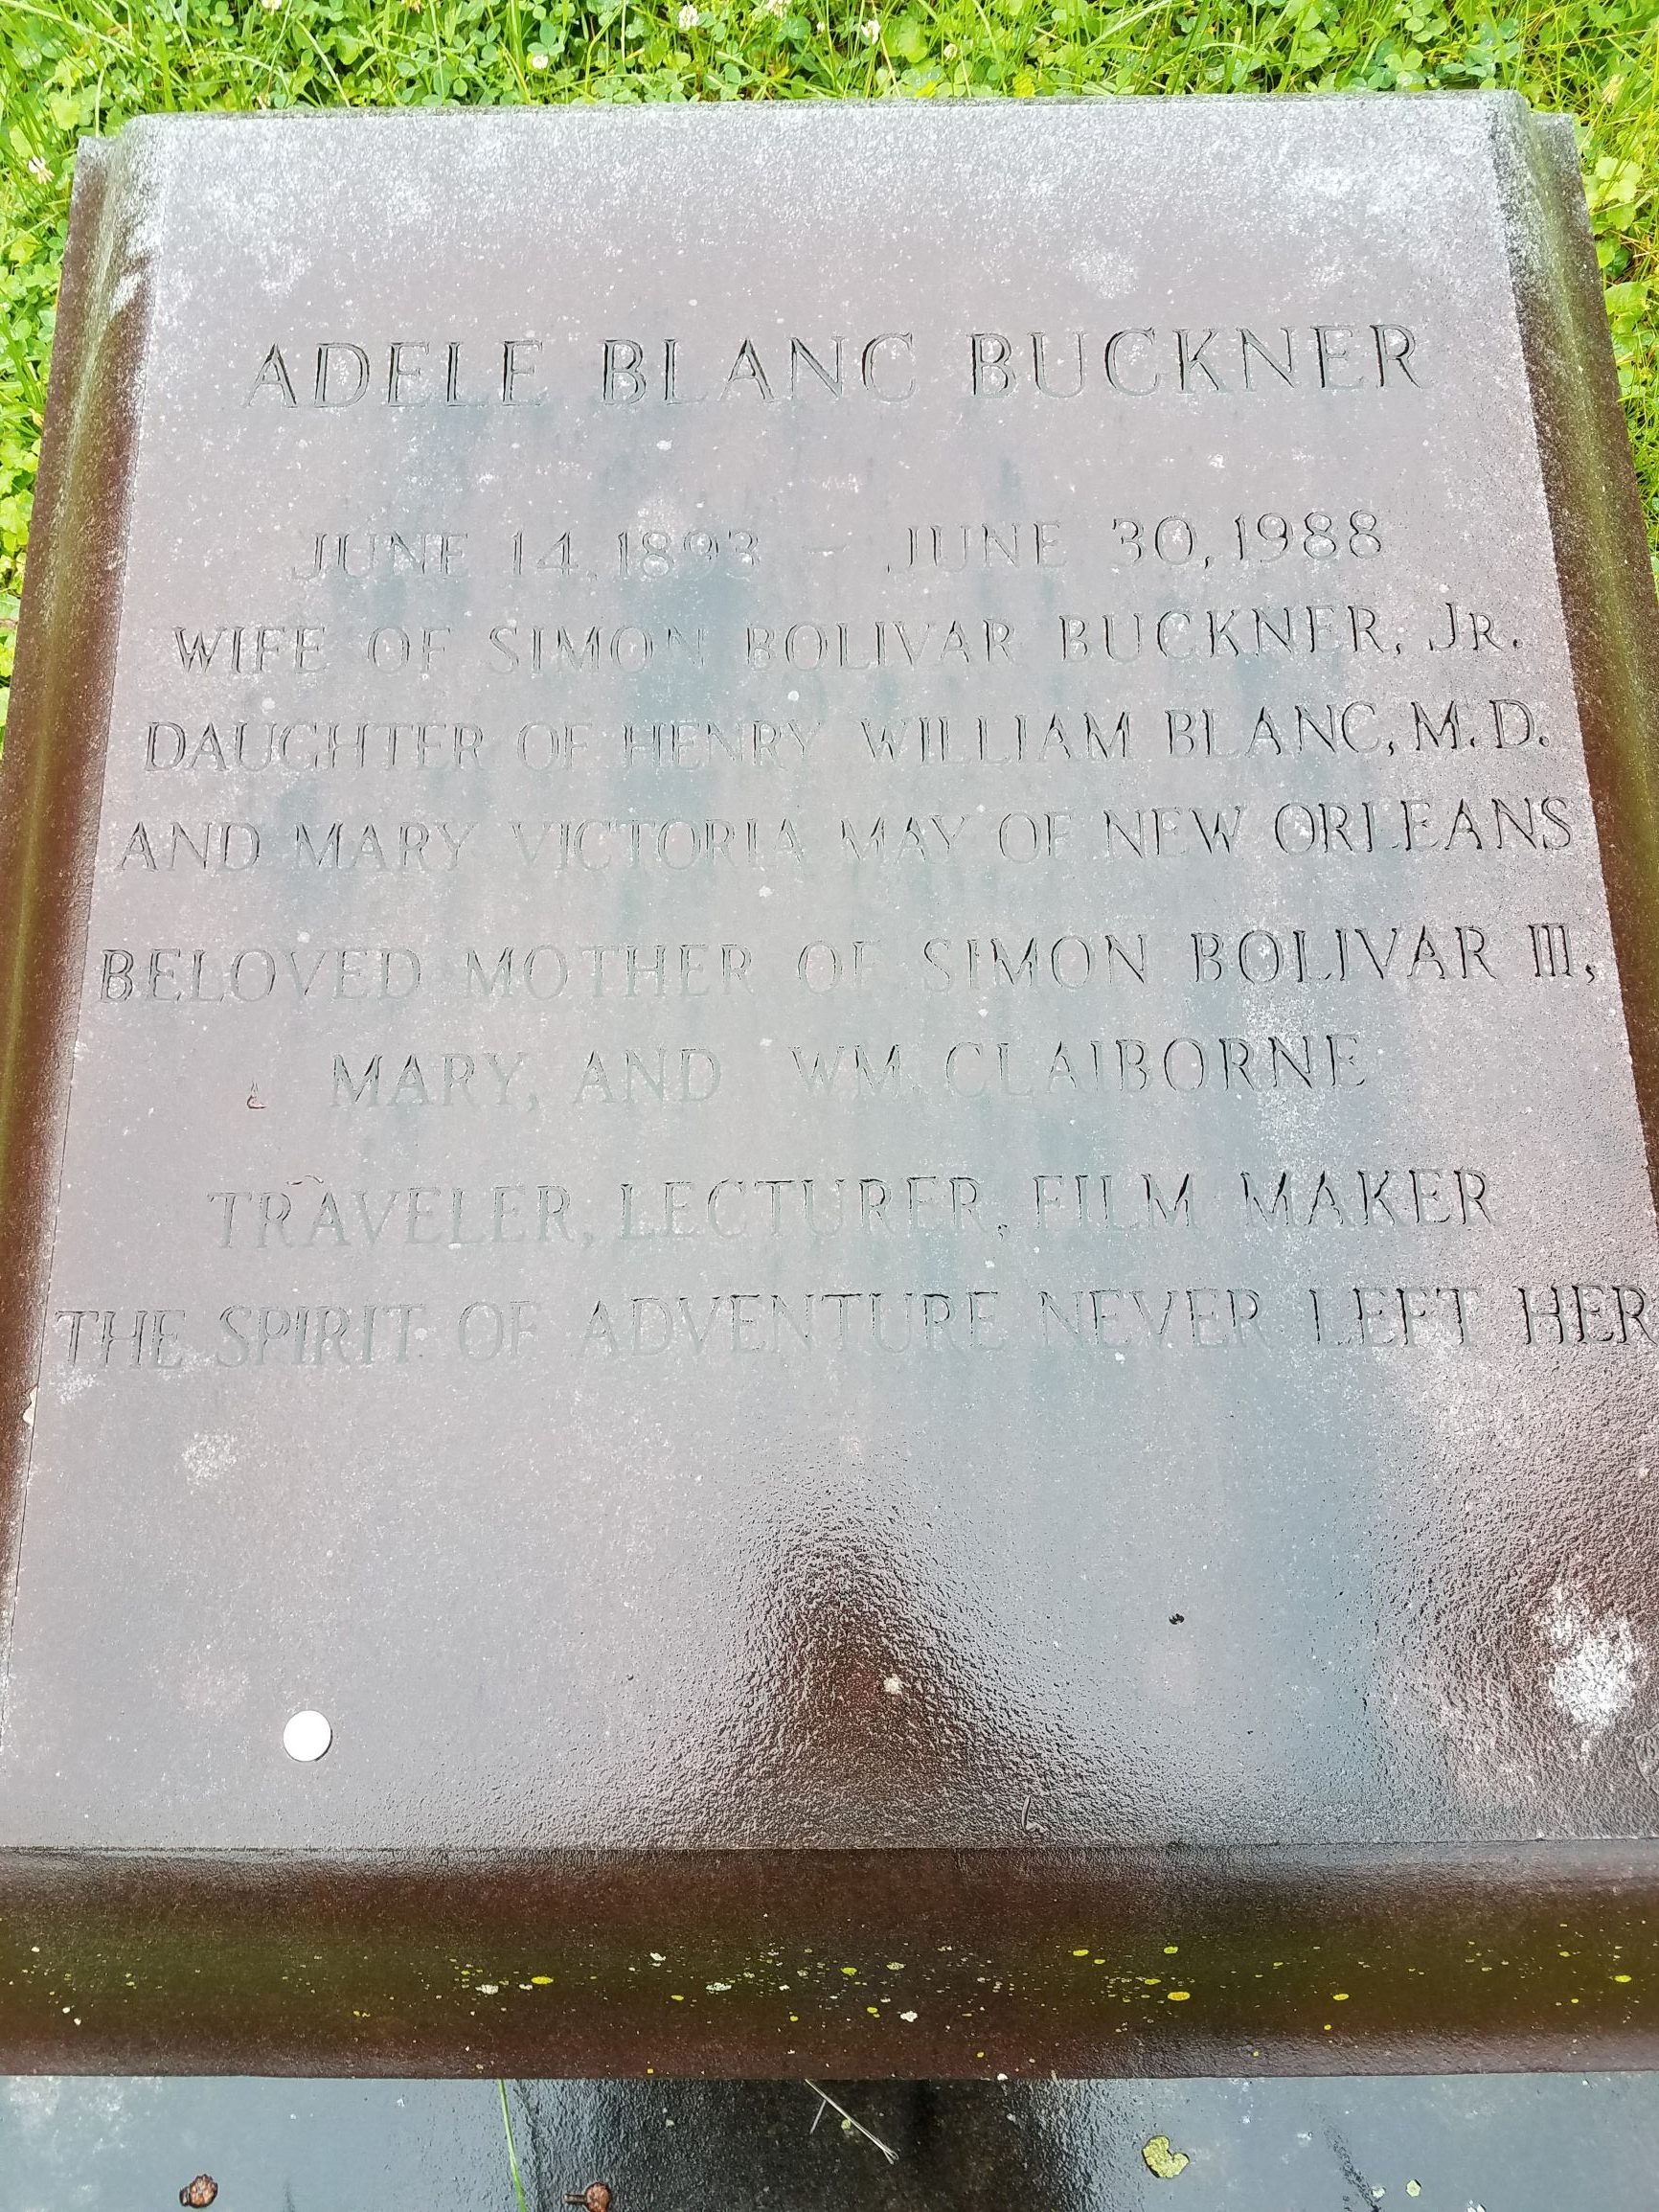 ADELE BLANC BUCKNER
JUNE 14, 1893 – JUNE 30, 1988
WIFE OF SIMON BOLIVAR BUCKNER, JR.
DAUGHTER OF HENRY WILLIAM BLANC, M.D.
AND MARY VICTORIA MAY OF NEW ORLEANS
BELOVED MOTHER OF SIMON BOLIVAR III,
MARY, AND WM. CLAIBORNE
TRAVELER, LECTURER, FILM MAKER
THE SPIRIT OF ADVENTURE NEVER LEFT HER